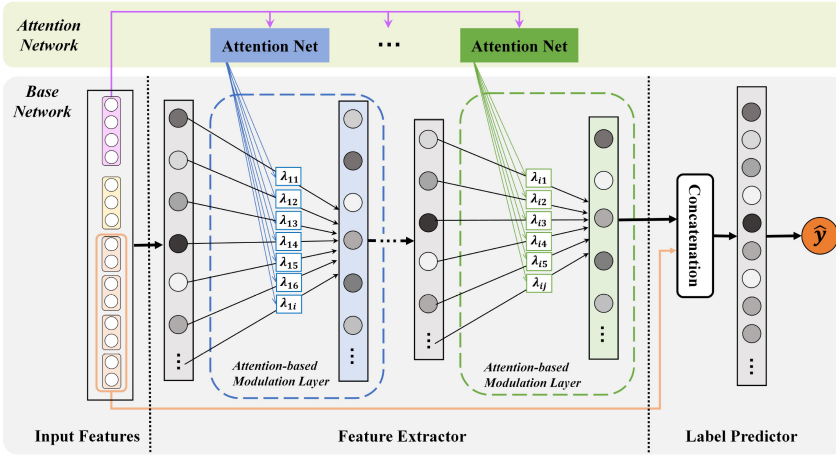 Attention
Network
Attention Net
...
Attention Net
Base
Network
λ11
λ12
λ13
λ14
λ15
λ16
λ1i
λi1
λi2
λi3
λi4
λi5
λij
Concatenation
ŷ
Attention-based
Modulation Layer
Attention-based
Modulation Layer
Input Features
Feature Extractor
Label Predictor